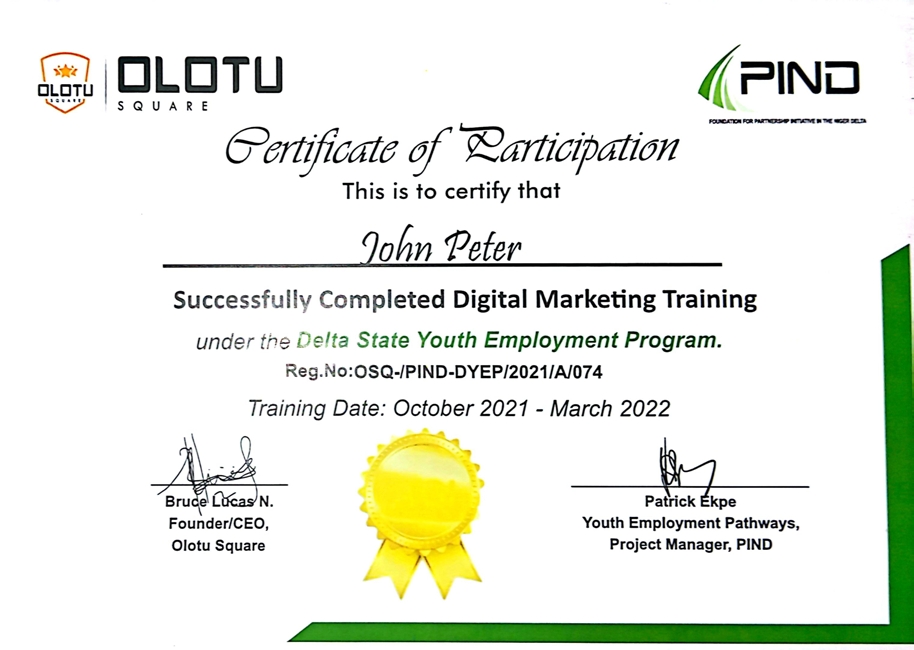 OLOTU
SQUARE
OLOTU
SQUARE
PIND
FOUNDATION FOR PARTNERSHIP INITIATIVE IN THE NIGER DELTA
Certificate of Participation
This is to certify that
John Peter
Successfully Completed Digital Marketing Training
under the Delta State Youth Employment Program.
Reg.No:OSQ-/PIND-DYEP/2021/A/074
Training Date: October 2021 - March 2022
Bruce Lucas N.
Founder/CEO,
Olotu Square
Patrick Ekpe
Youth Employment Pathways,
Project Manager, PIND